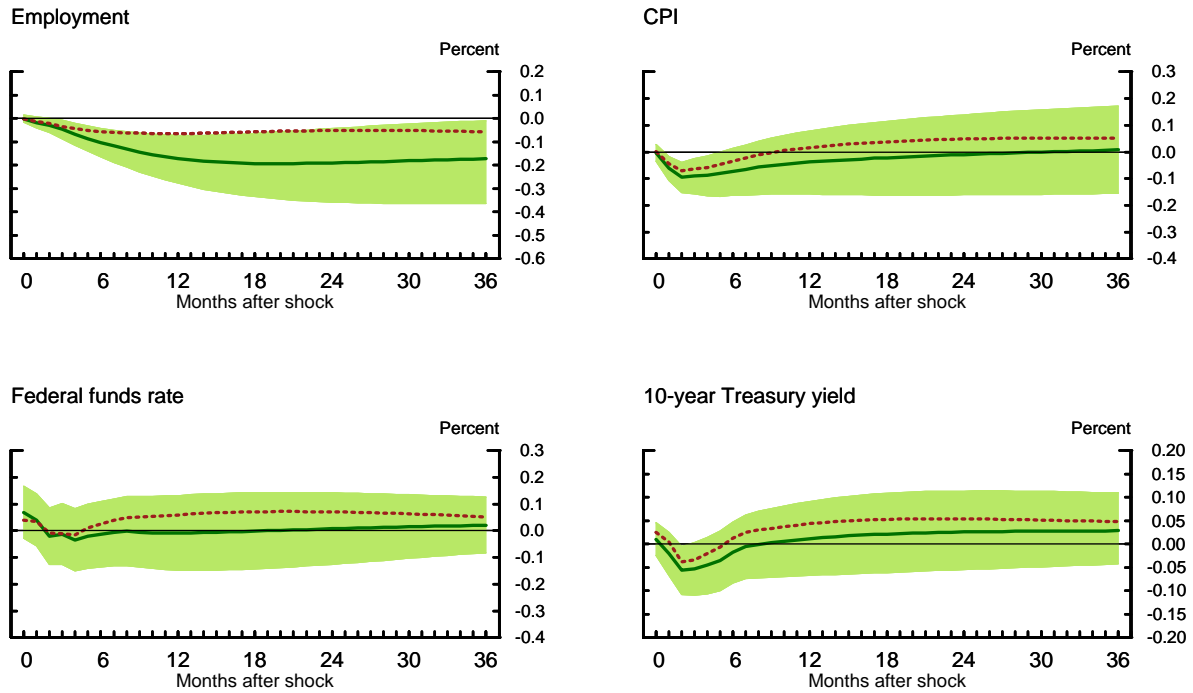 Employment
Percent
0.2
0.1
0.0
-0.1
-0.2
-0.3
-0.4
-0.5
-0.6
0 6 12 18 24 30 36
Months after shock
CPI
Percent
0.3
0.2
0.1
0.0
-0.1
-0.2
-0.3
-0.4
0 6 12 18 24 30 36
Months after shock
Federal funds rate
Percent
0.3
0.2
0.1
0.0
-0.1
-0.2
-0.3
-0.4
0 6 12 18 24 30 36
Months after shock
10-year Treasury yield
Percent
0.20
0.15
0.10
0.05
0.00
-0.05
-0.10
-0.15
-0.20
0 6 12 18 24 30 36
Months after shock